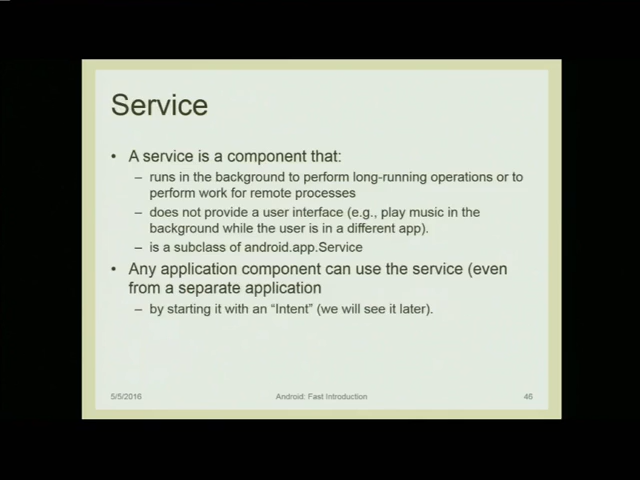 Service
• A service is a component that:
– runs in the background to perform long-running operations or to
perform work for remote processes
– does not provide a user interface (e.g., play music in the
background while the user is in a different app).
– is a subclass of android.app.Service
• Any application component can use the service (even
from a separate application
– by starting it with an “Intent” (we will see it later).
5/5/2016 Android: Fast Introduction 46